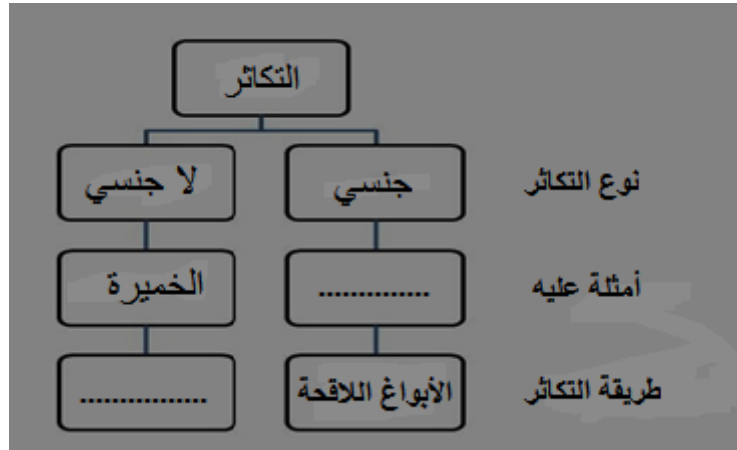 التكاثر
نوع التكاثر جنسي لا جنسي
أمثلة عليه .............. الخميرة
طريقة التكاثر الأبواغ اللاقحة ................